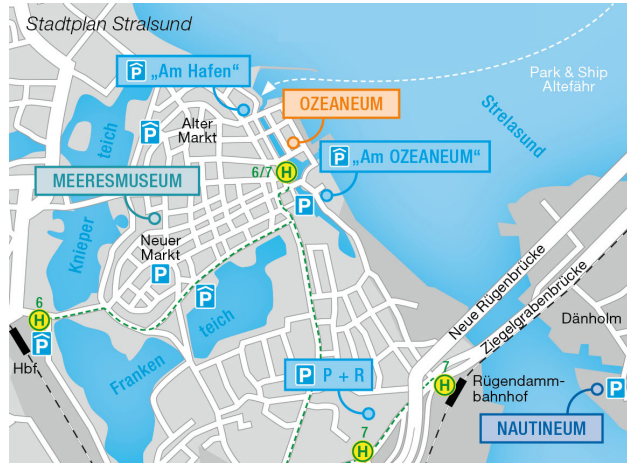 Stadtplan Stralsund
P „Am Hafen“
Park & Ship
Altefähr
OZEANEUM
Strelasund
teich
P
Alter
Markt
P „Am OZEANEUM“
6/7
H
MEERESMUSEUM
P
Knieper
Neuer
Markt
P
P
teich
Neue Rügenbrücke
Ziegelgrabenbrücke
Dänholm
6
H
P
Hbf
Franken
P P + R
7
H
Rügendamm-
bahnhof
P
NAUTINEUM
7
H